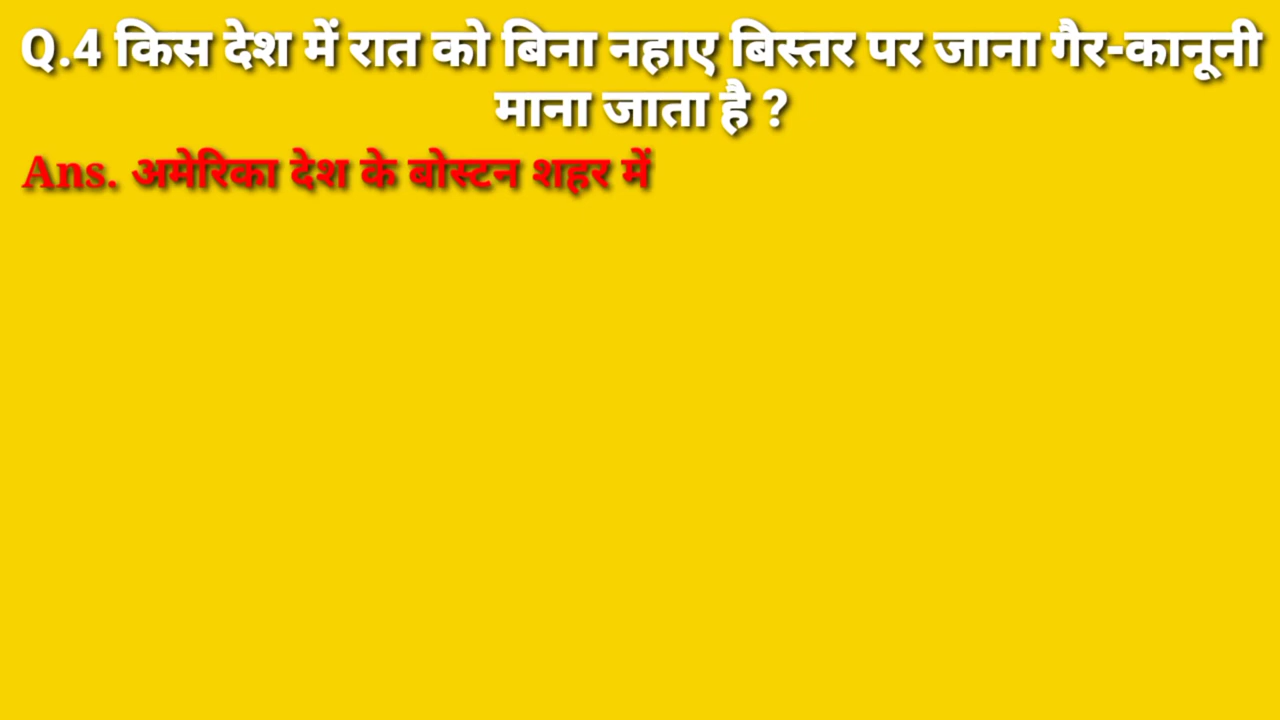 Q.4 किस देश में रात को बिना नहाए बिस्तर पर जाना गैर-कानूनी
माना जाता है ?
Ans. अमेरिका देश के बोस्टन शहर में